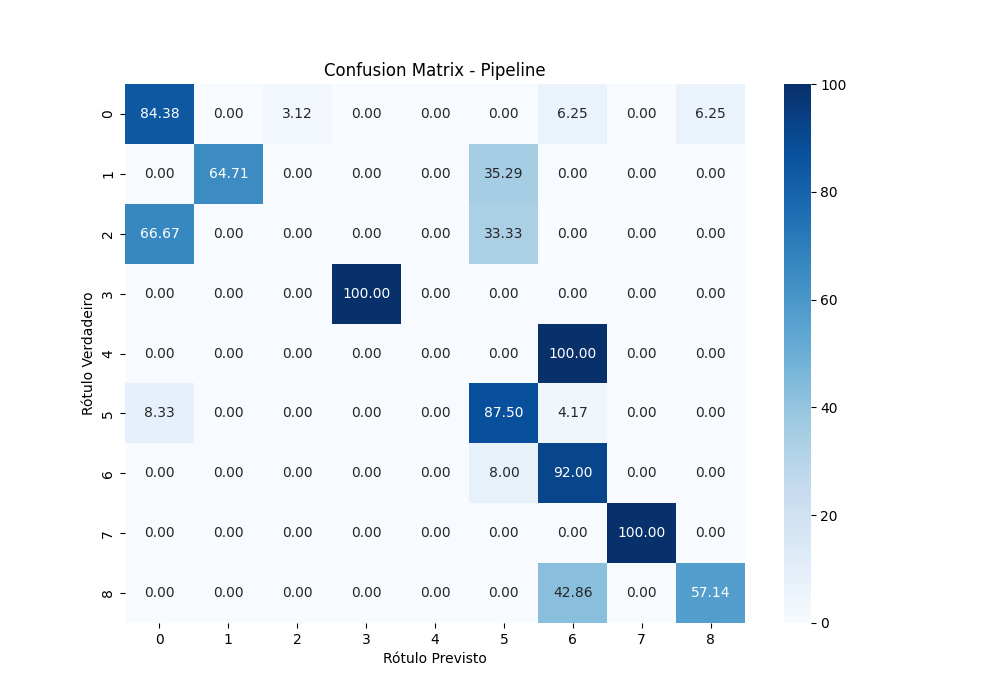 Confusion Matrix - Pipeline
0 84.38 0.00 3.12 0.00 0.00 0.00 6.25 0.00 6.25
1 0.00 64.71 0.00 0.00 0.00 35.29 0.00 0.00 0.00
2 66.67 0.00 0.00 0.00 0.00 33.33 0.00 0.00 0.00
3 0.00 0.00 0.00 100.00 0.00 0.00 0.00 0.00 0.00
4 0.00 0.00 0.00 0.00 0.00 0.00 100.00 0.00 0.00
5 8.33 0.00 0.00 0.00 0.00 87.50 4.17 0.00 0.00
6 0.00 0.00 0.00 0.00 0.00 8.00 92.00 0.00 0.00
7 0.00 0.00 0.00 0.00 0.00 0.00 0.00 100.00 0.00
8 0.00 0.00 0.00 0.00 0.00 0.00 42.86 0.00 57.14
0 1 2 3 4 5 6 7 8
Rótulo Previsto
Rótulo Verdadeiro
100
80
60
40
20
0